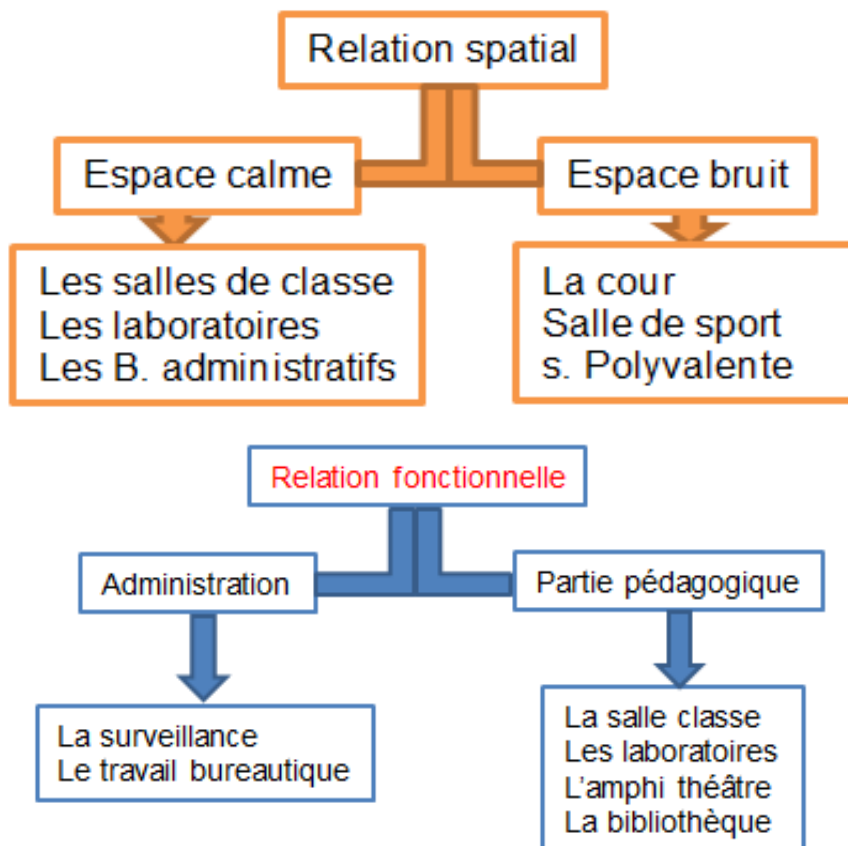 Relation spatial
Espace calme
Espace bruit
Les salles de classe
Les laboratoires
Les B. administratifs
La cour
Salle de sport
s. Polyvalente
Relation fonctionnelle
Administration
Partie pédagogique
La surveillance
Le travail bureautique
La salle classe
Les laboratoires
L'amphi théâtre
La bibliothèque